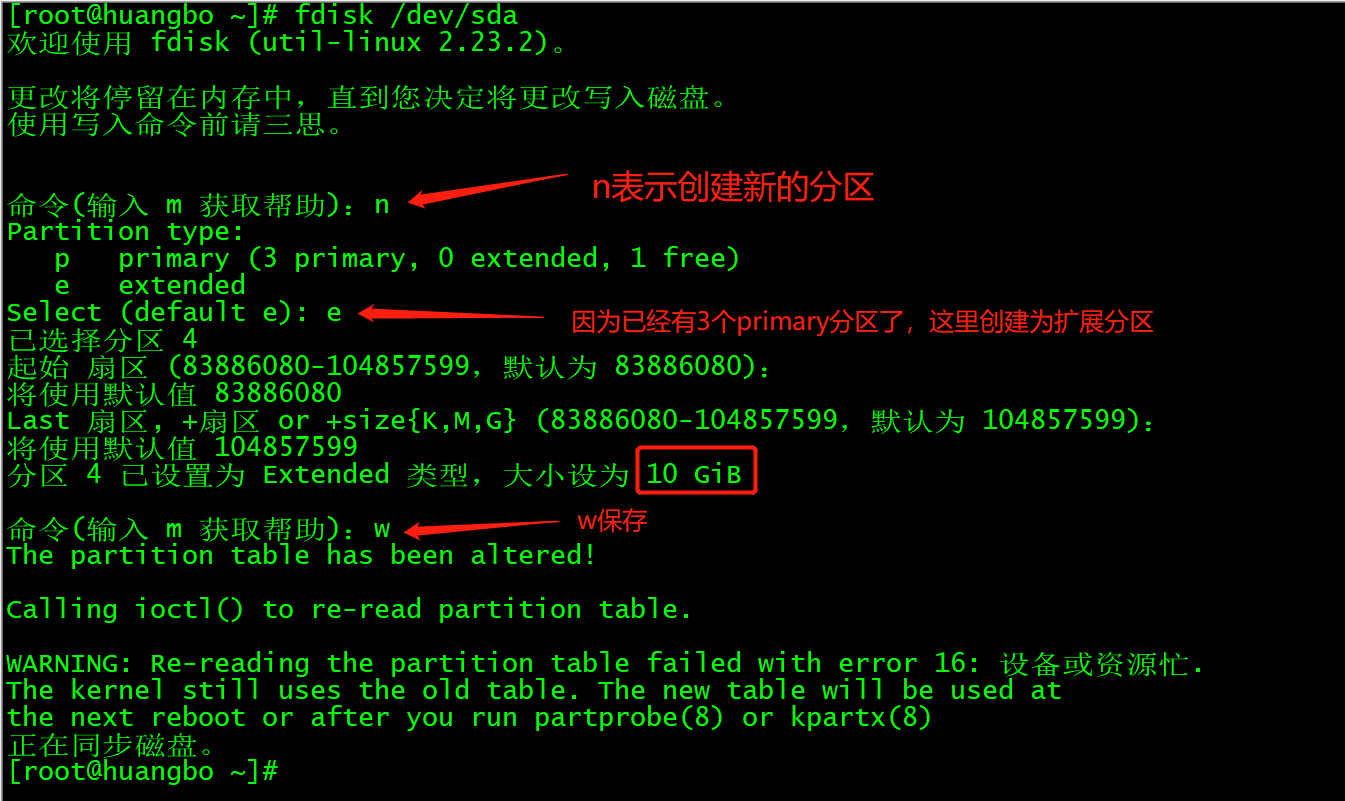 [root@huangbo ~]# fdisk /dev/sda
欢迎使用 fdisk (util-linux 2.23.2)。
更改将停留在内存中，直到您决定将更改写入磁盘。
使用写入命令前请三思。
命令(输入 m 获取帮助)：n
n表示创建新的分区
Partition type:
   p   primary (3 primary, 0 extended, 1 free)
   e   extended
Select (default e): e
因为已经有3个primary分区了，这里创建为扩展分区
已选择分区 4
起始 扇区 (83886080-104857599，默认为 83886080)：
将使用默认值 83886080
Last 扇区, +扇区 or +size{K,M,G} (83886080-104857599，默认为 104857599)：
将使用默认值 104857599
分区 4 已设置为 Extended 类型，大小设为 10 GiB
命令(输入 m 获取帮助)：w
w保存
The partition table has been altered!
Calling ioctl() to re-read partition table.
WARNING: Re-reading the partition table failed with error 16: 设备或资源忙.
The kernel still uses the old table. The new table will be used at
the next reboot or after you run partprobe(8) or kpartx(8)
正在同步磁盘。
[root@huangbo ~]#